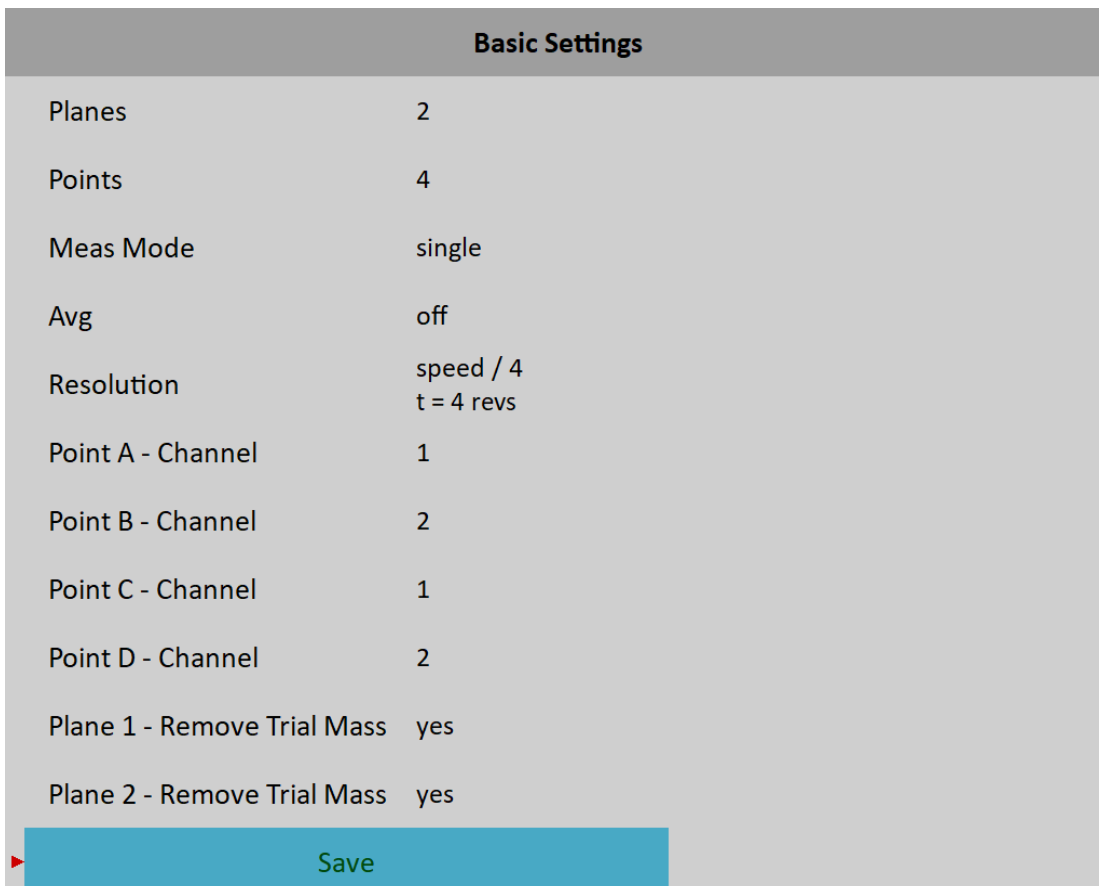 Basic Settings
Planes 2
Points 4
Meas Mode single
Avg off
Resolution speed / 4
t = 4 revs
Point A - Channel 1
Point B - Channel 2
Point C - Channel 1
Point D - Channel 2
Plane 1 - Remove Trial Mass yes
Plane 2 - Remove Trial Mass yes
Save